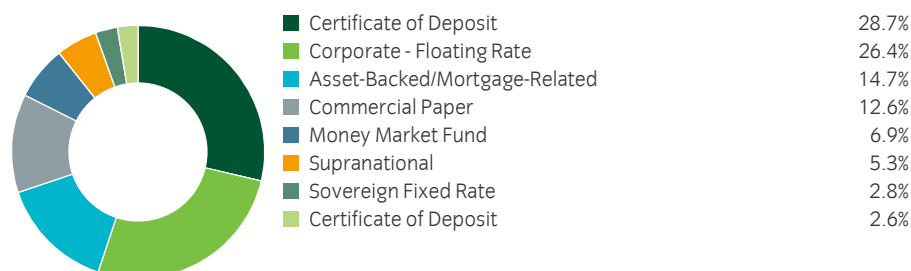 Certificate of Deposit 28.7%
Corporate - Floating Rate 26.4%
Asset-Backed/Mortgage-Related 14.7%
Commercial Paper 12.6%
Money Market Fund 6.9%
Supranational 5.3%
Sovereign Fixed Rate 2.8%
Certificate of Deposit 2.6%